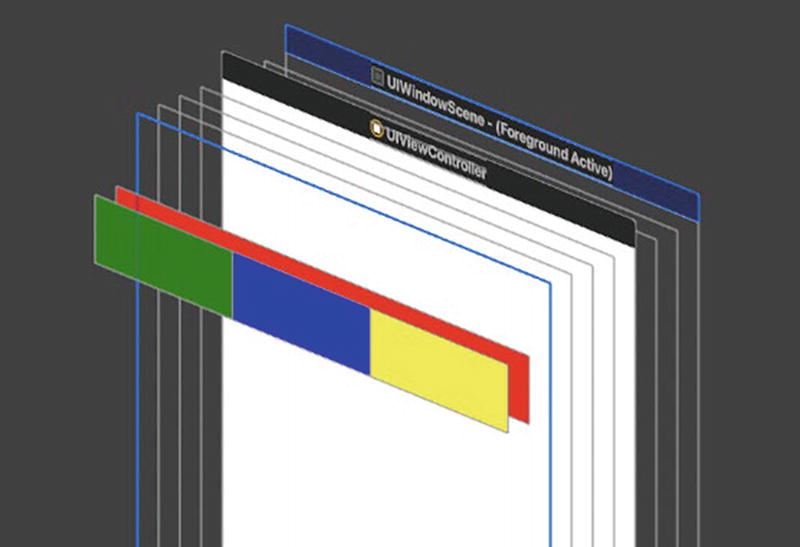 UIWindowScene - (Foreground Active)
UIViewController